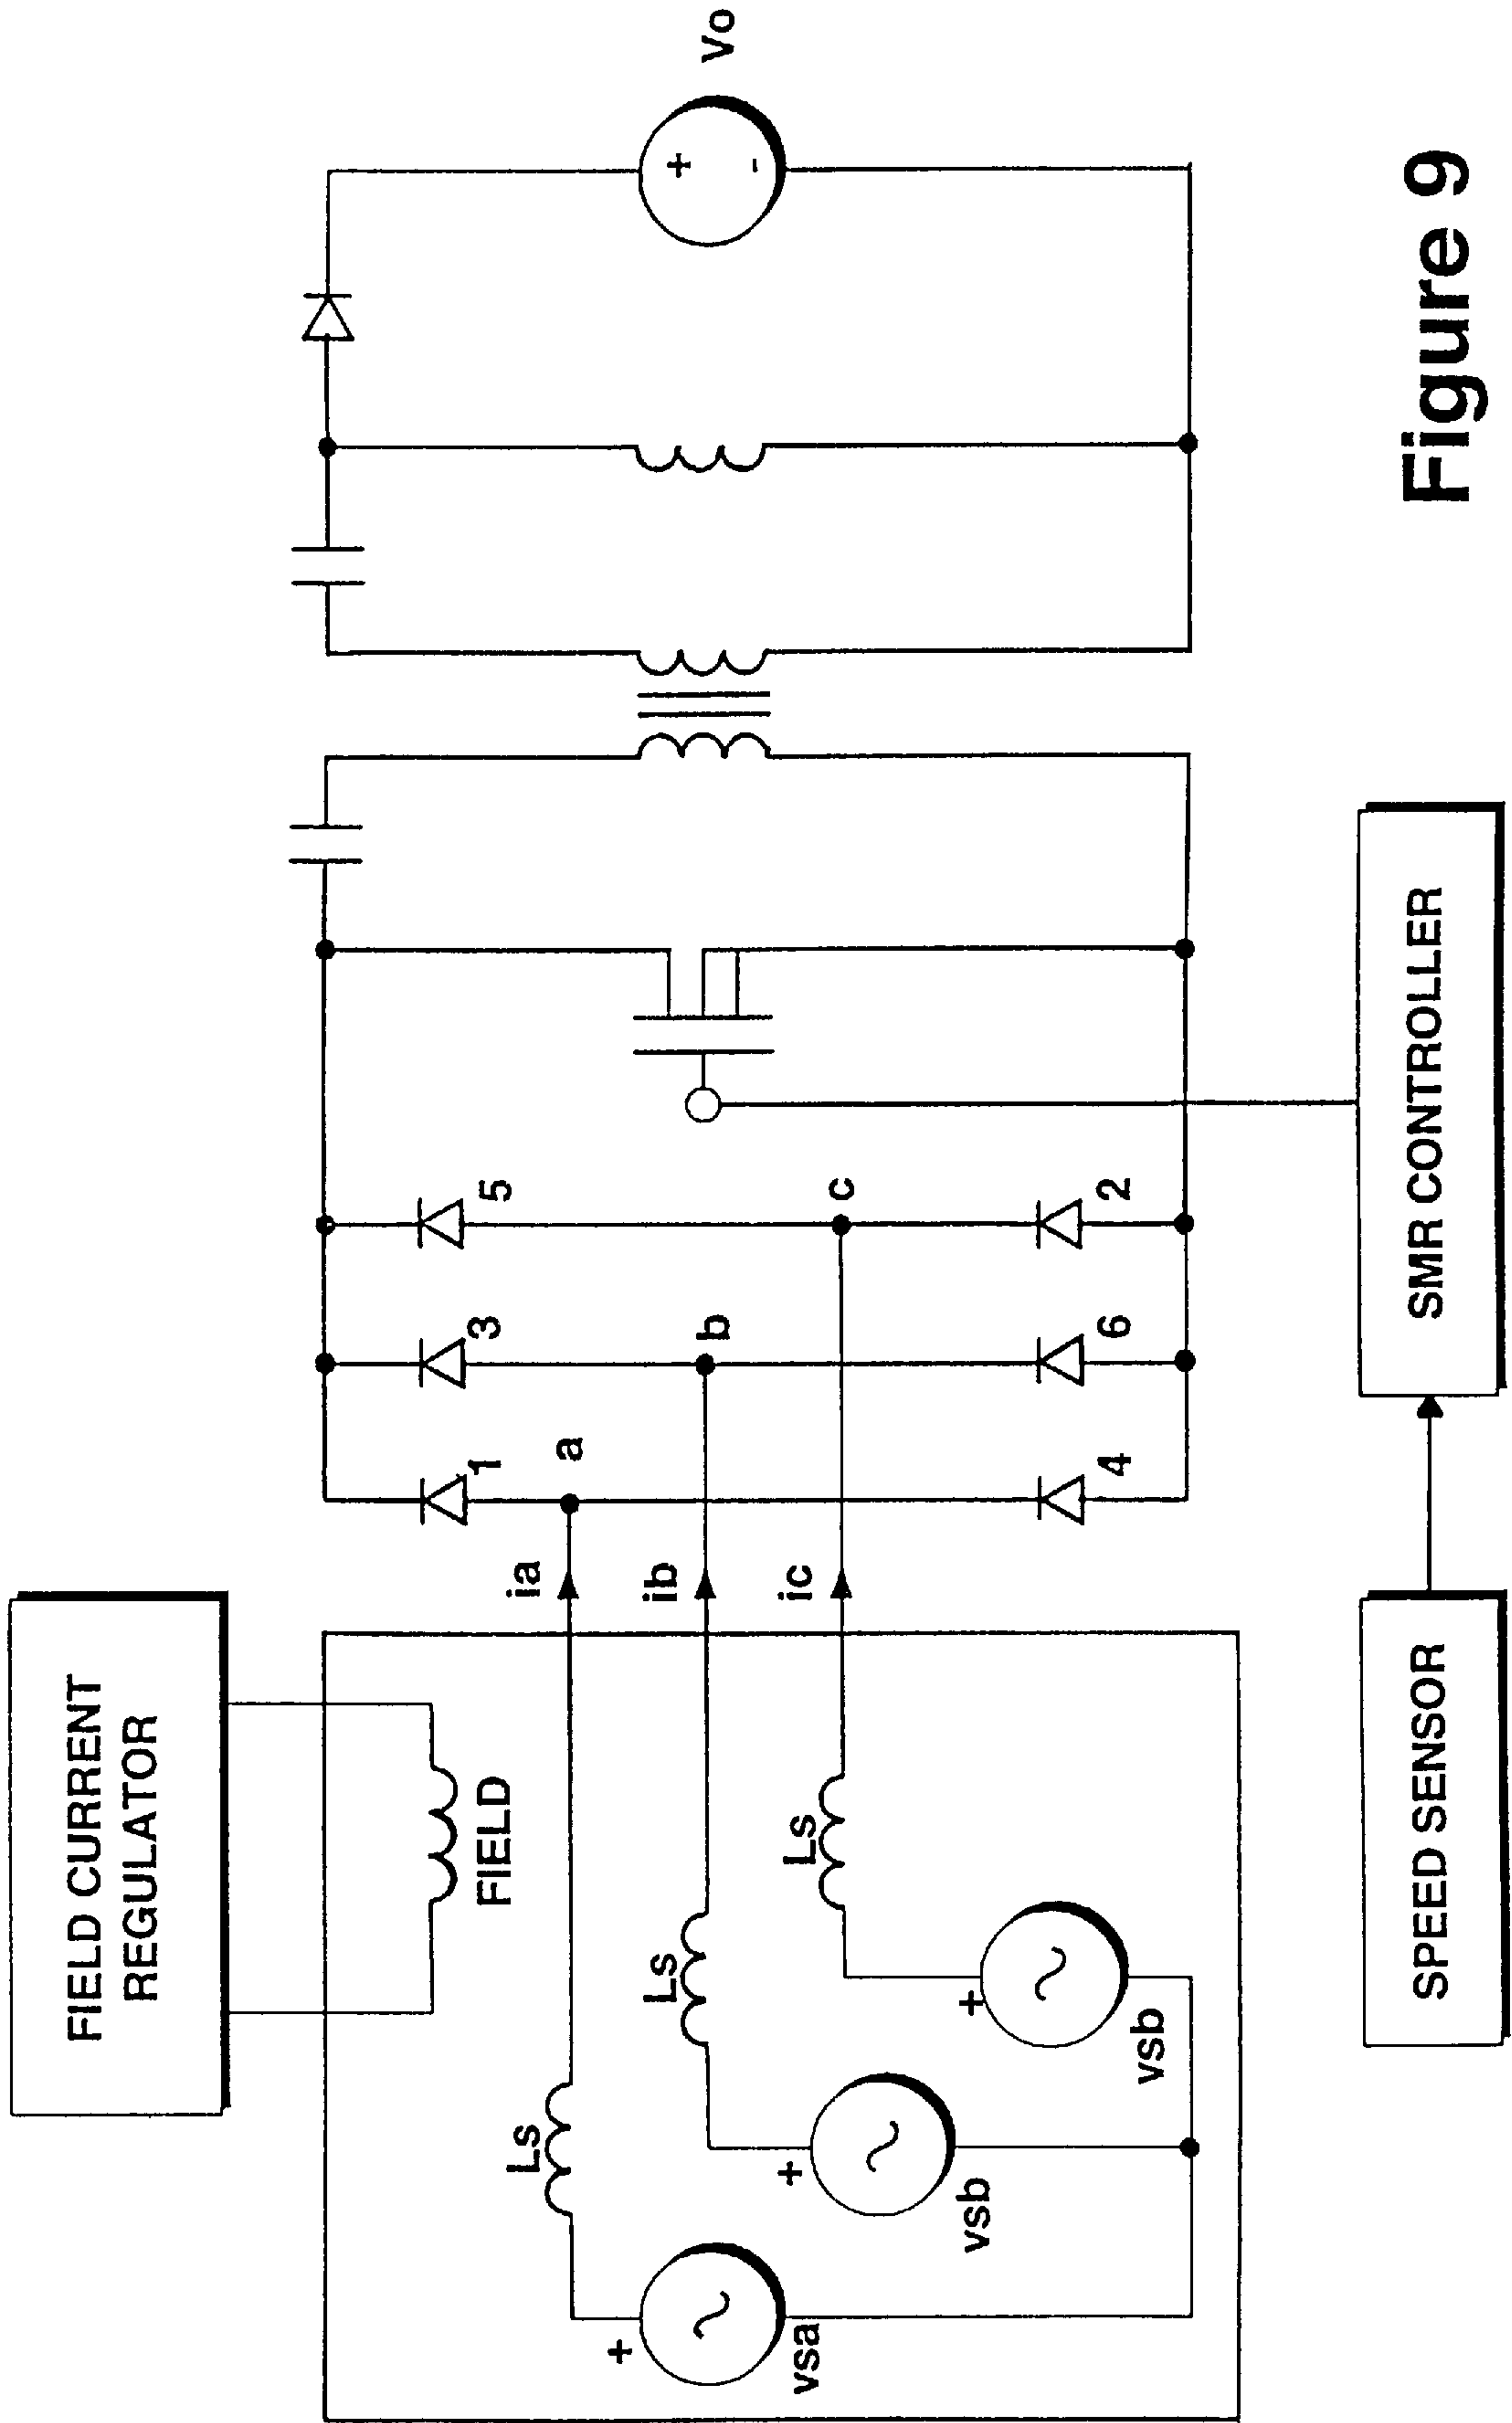 FIELD CURRENT
REGULATOR
FIELD
Ls
Ls
Ls
+
vsa
+
vsb
+
vsb
ia
ib
ic
a
b
c
1
3
5
4
6
2
+
-
Vo
SPEED SENSOR
SMR CONTROLLER
Figure 9